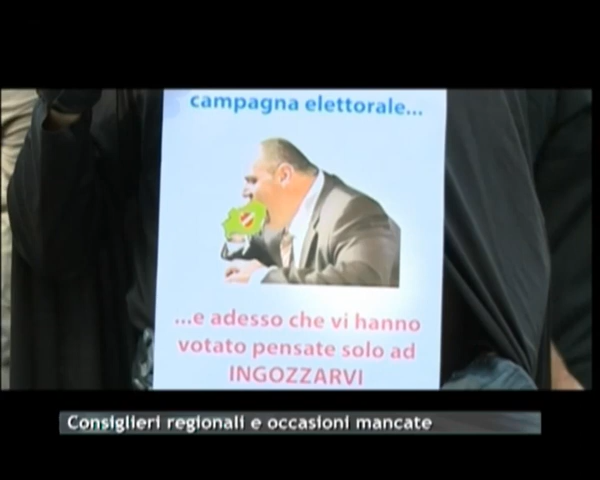 campagna elettorale...
...e adesso che vi hanno
votato pensate solo ad
INGOZZARVI
Consiglieri regionali e occasioni mancate